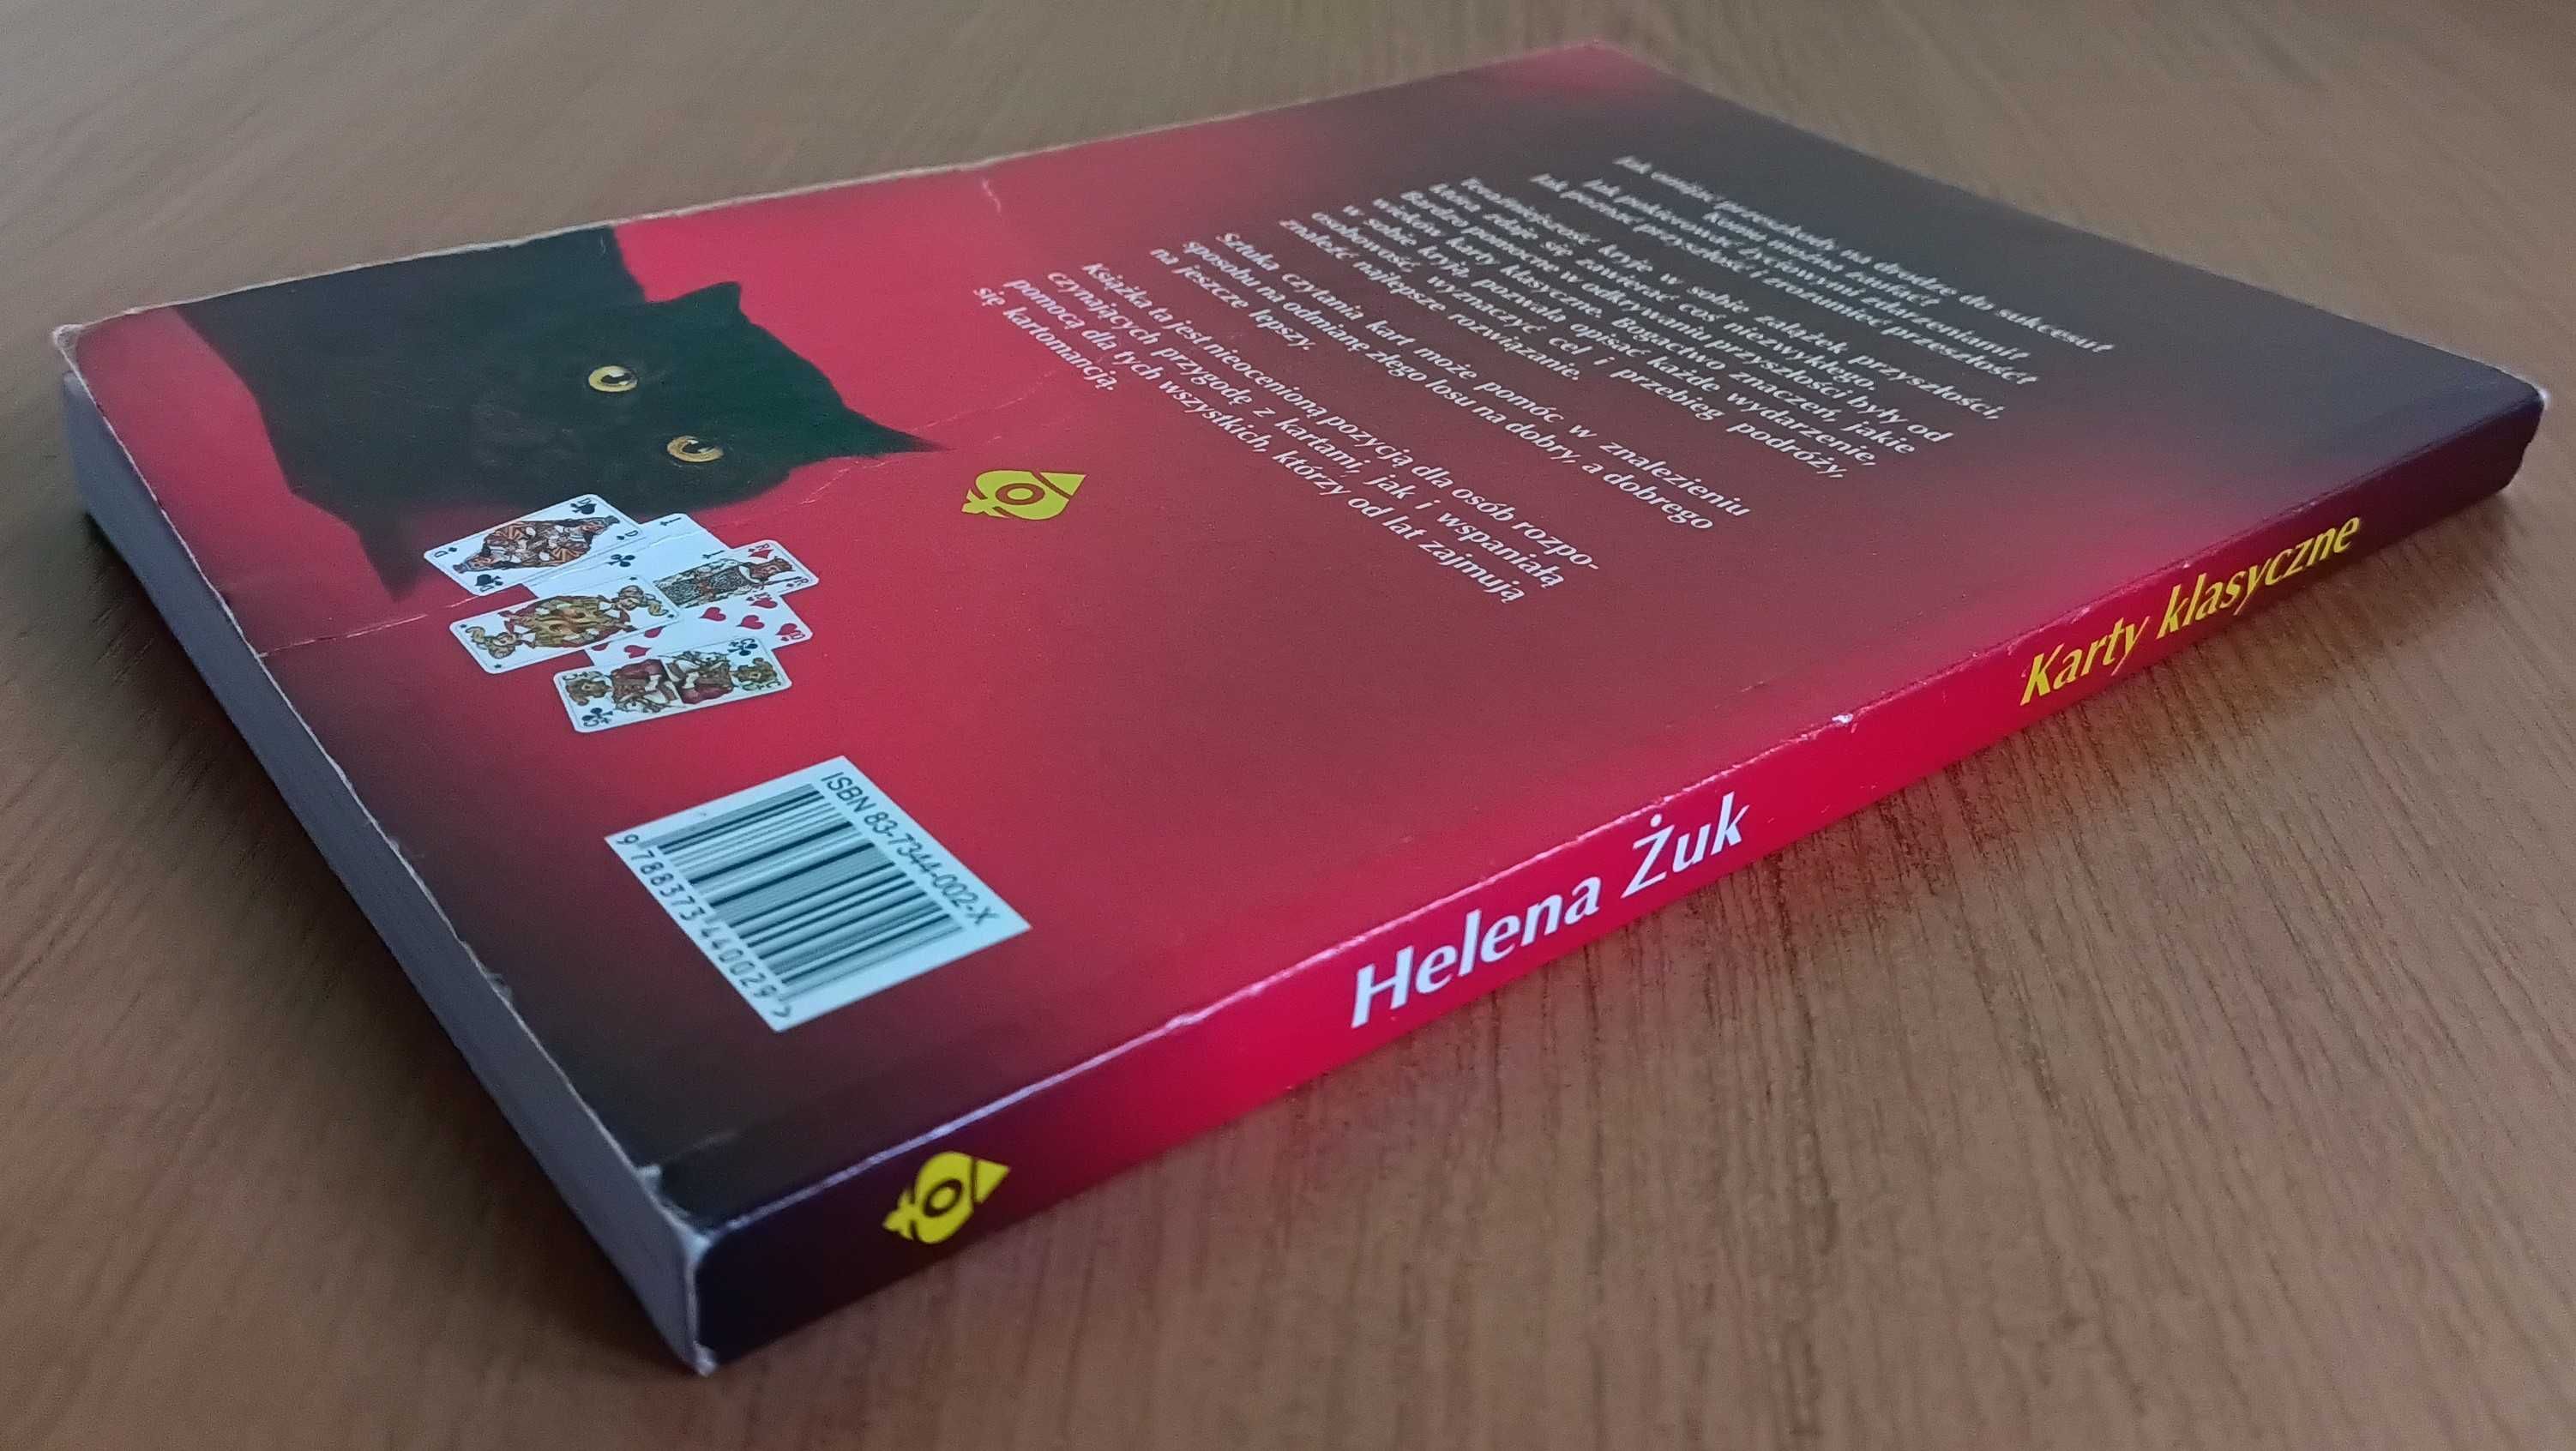 Jak ominąć przeszkody na drodze do sukcesu?
Komu można zaufać?
Jak pokierować życiowymi zdarzeniami?
Jak poznać przyszłość i zrozumieć przeszłość?
Teraźniejszość kryje w sobie zalążek przyszłości,
która zdaje się zawierać coś niezwykłego.
Bardzo pomocne w odkrywaniu przyszłości były od
wieków karty klasyczne. Bogactwo znaczeń, jakie
w sobie kryją, pozwala opisać każde wydarzenie,
osobowość, wyznaczyć cel i przebieg podróży,
znaleźć najlepsze rozwiązanie.
Sztuka czytania kart może pomóc w znalezieniu
sposobu na odmianę złego losu na dobry, a dobrego
na jeszcze lepszy.
Książka ta jest nieocenioną pozycją dla osób rozpo-
czynających przygodę z kartami, jak i wspaniałą
pomocą dla tych wszystkich, którzy od lat zajmują
się kartomancją.
ISBN 83-7344-002-X
9788373440029>
Helena Żuk
Karty klasyczne